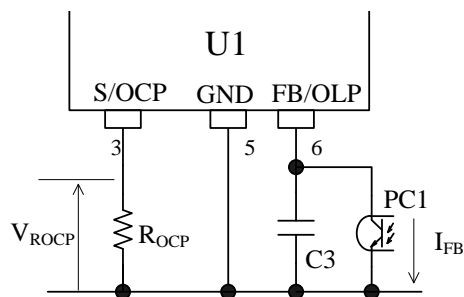 U1
S/OCP GND FB/OLP
3 5 6
PC1
VROCP ROCP C3 IFB